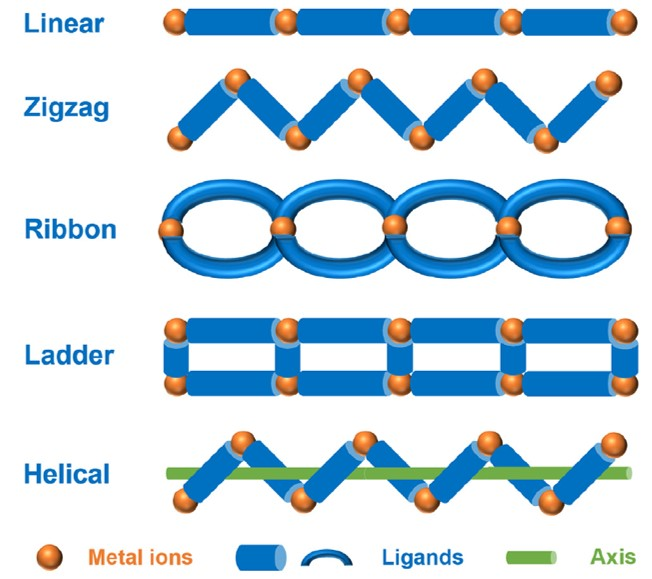 Linear
Zigzag
Ribbon
Ladder
Helical
Metal ions Ligands Axis